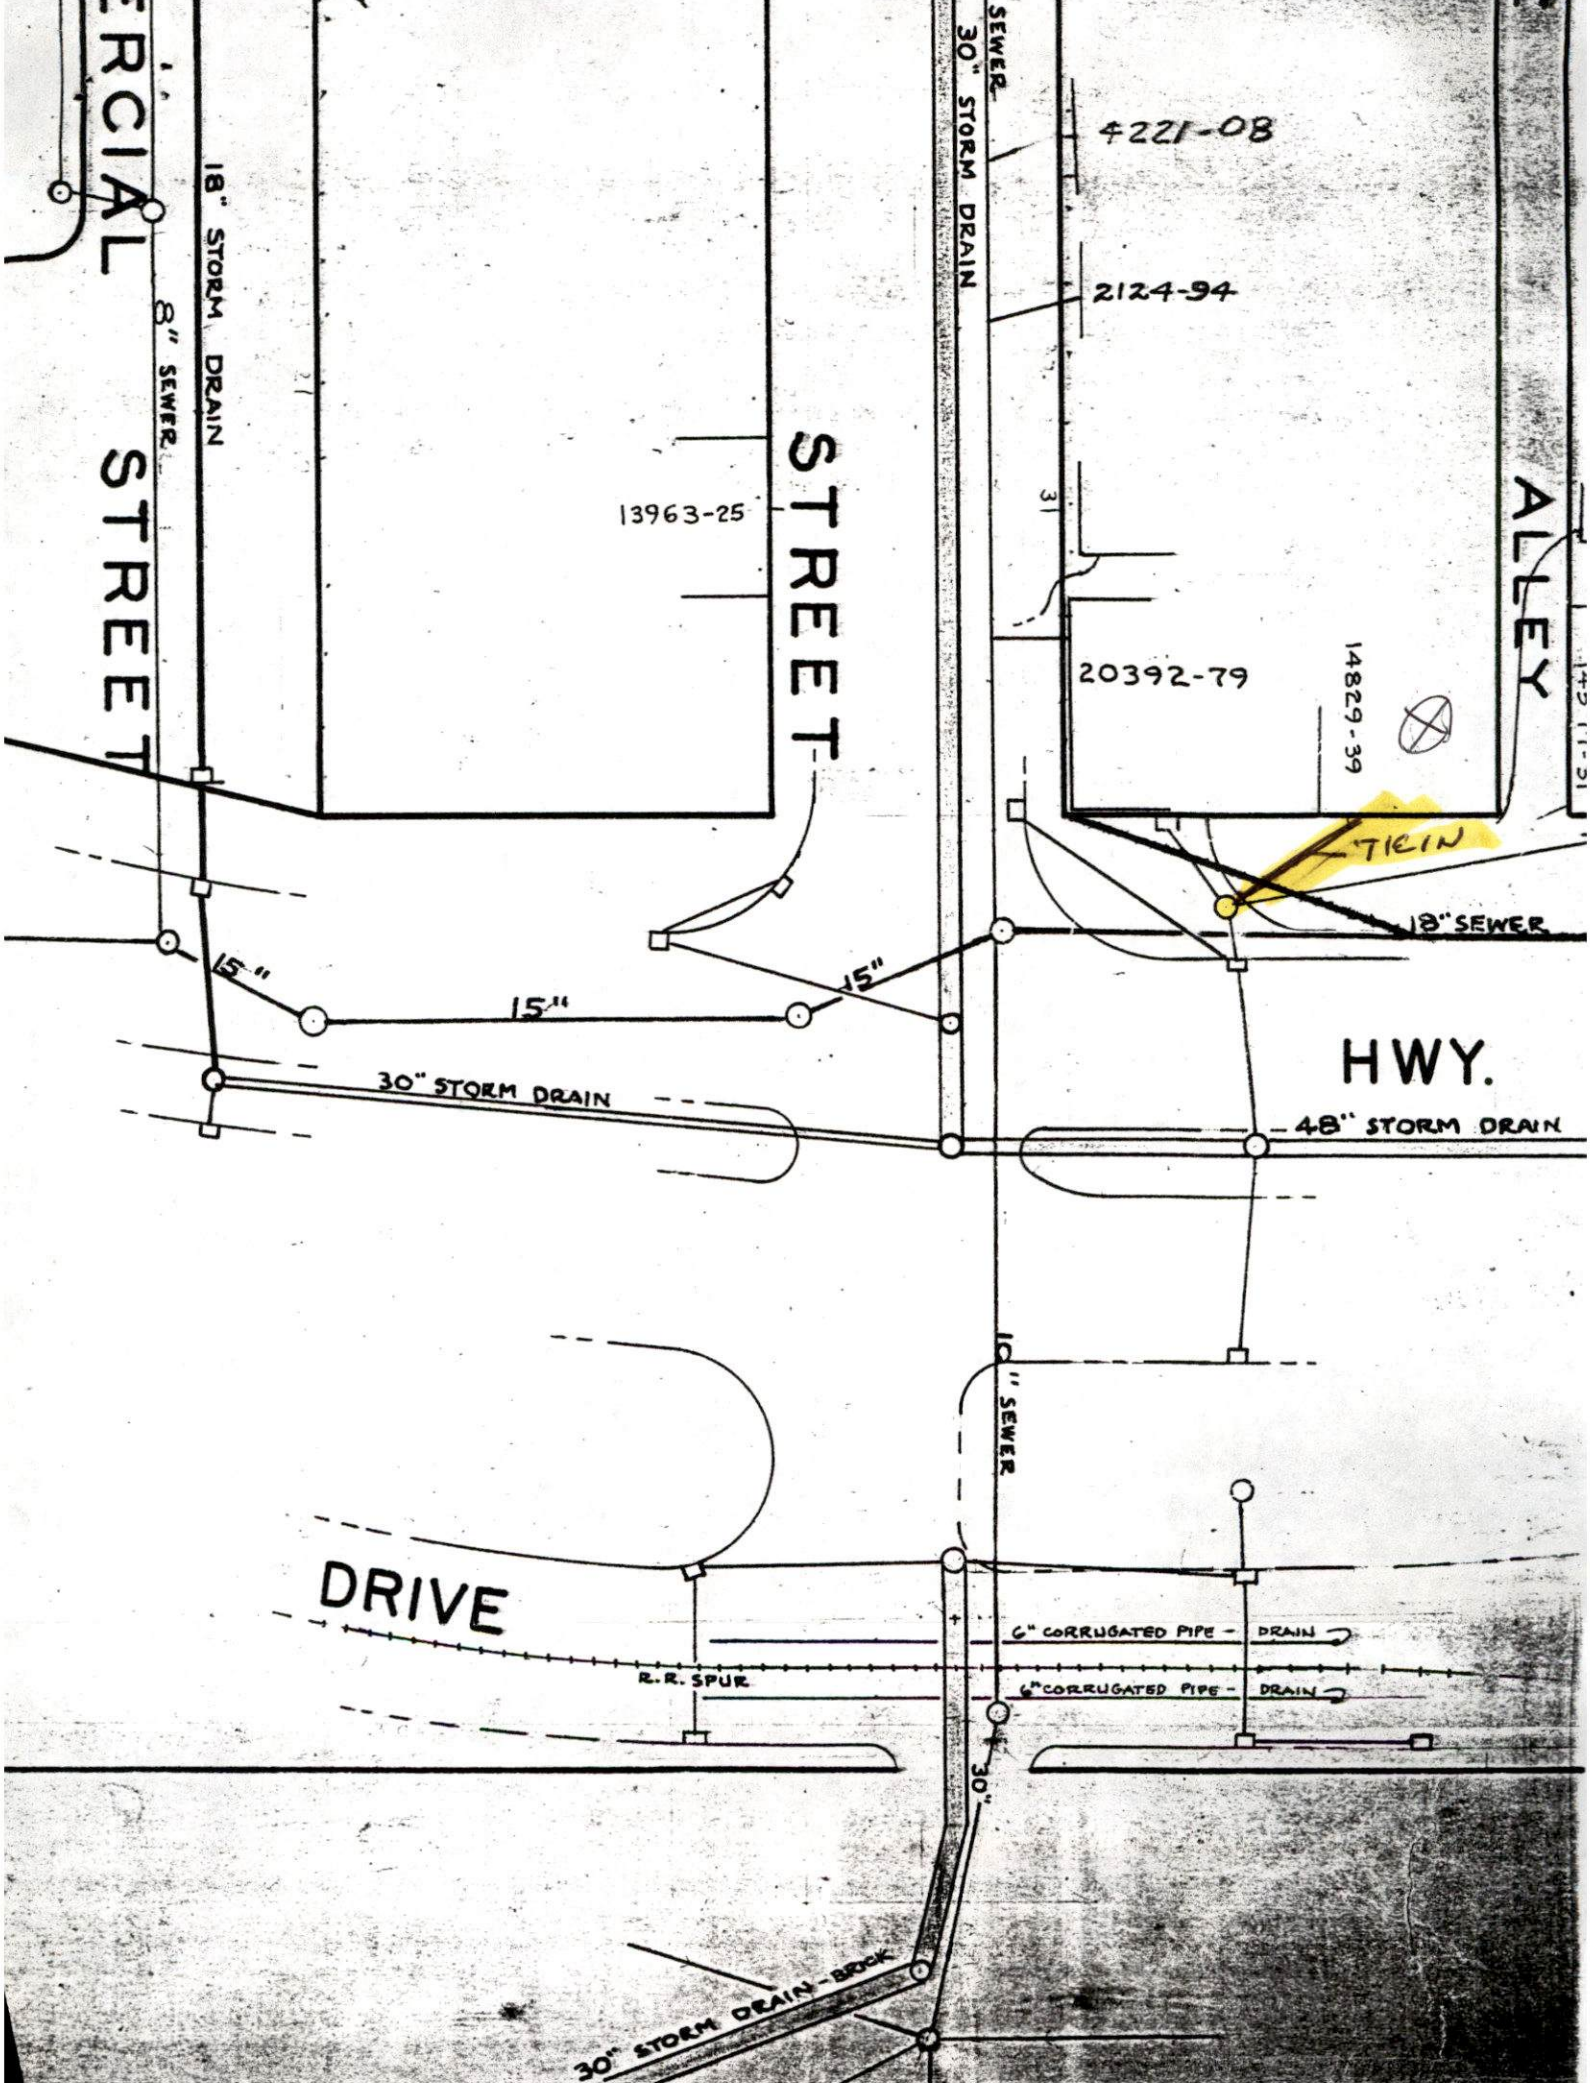 ERCIAL STREET
18" STORM DRAIN
8" SEWER
STREET
30" STORM DRAIN
SEWER
4221-08
2124-94
13963-25
31
ALLEY
20392-79
14829-39
TIE IN
18" SEWER
15"
15"
15"
HWY.
30" STORM DRAIN
48" STORM DRAIN
10" SEWER
DRIVE
6" CORRUGATED PIPE - DRAIN
R.R. SPUR
6" CORRUGATED PIPE - DRAIN
30"
30" STORM DRAIN - BRICK